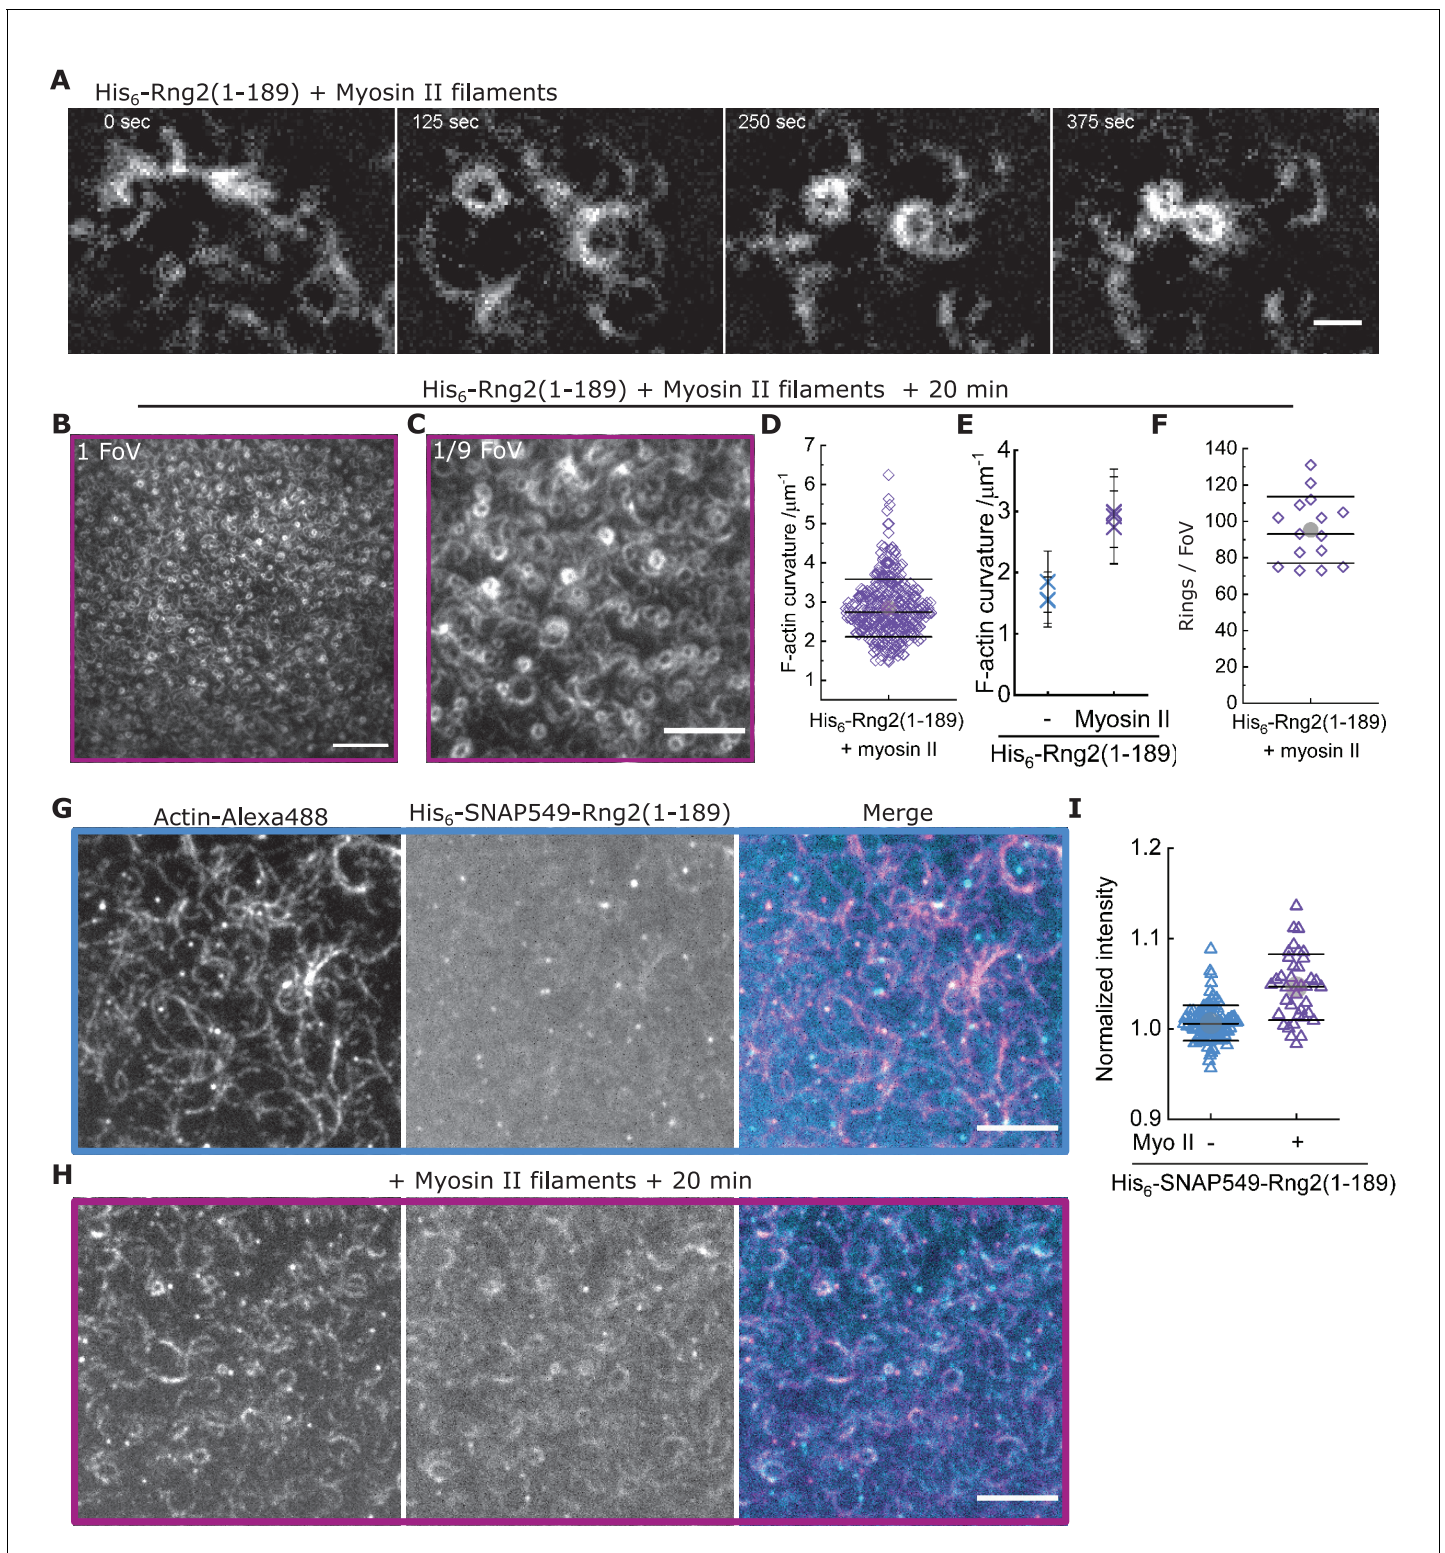 A
His6-Rng2(1-189) + Myosin II filaments
0 sec
125 sec
250 sec
375 sec
His6-Rng2(1-189) + Myosin II filaments + 20 min
B
1 FoV
C
1/9 FoV
D
F-actin curvature /µm-1
7
6
5
4
3
2
1
His6-Rng2(1-189)
+ myosin II
E
F-actin curvature /µm-1
4
3
2
1
0
- Myosin II
His6-Rng2(1-189)
F
Rings / FoV
140
120
100
80
60
40
20
0
His6-Rng2(1-189)
+ myosin II
G
Actin-Alexa488
His6-SNAP549-Rng2(1-189)
Merge
H
+ Myosin II filaments + 20 min
I
Normalized intensity
1.2
1.1
1.0
0.9
Myo II - +
His6-SNAP549-Rng2(1-189)